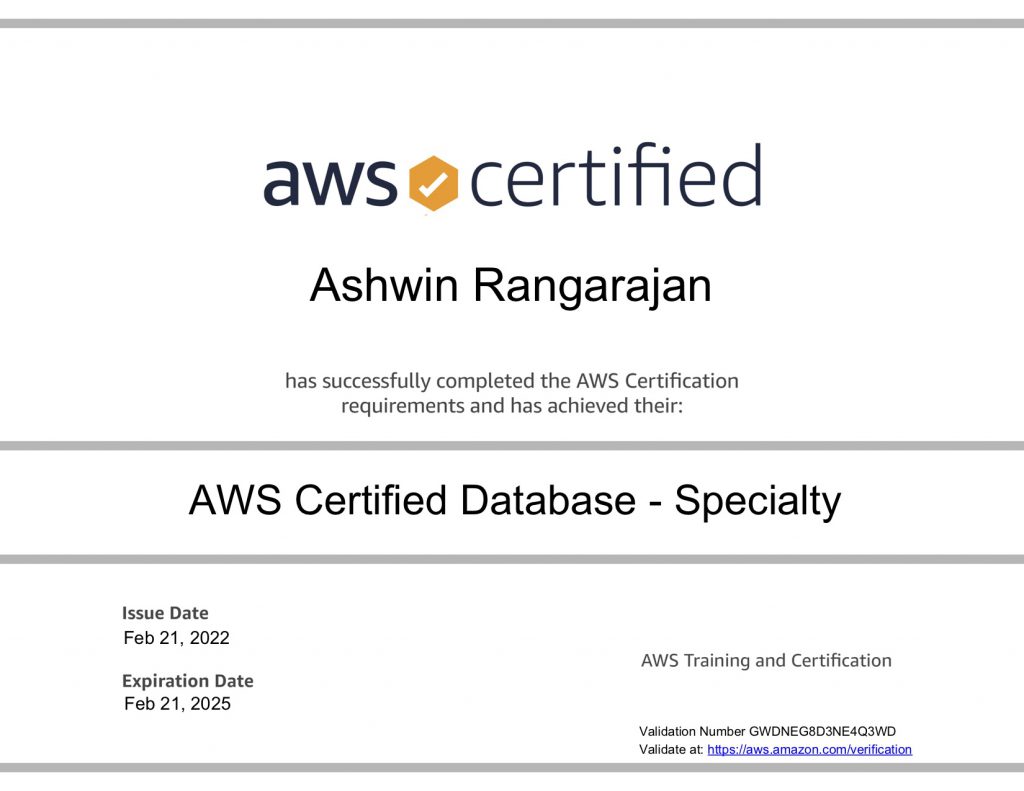 aws certified
Ashwin Rangarajan
has successfully completed the AWS Certification
requirements and has achieved their:
AWS Certified Database - Specialty
Issue Date
Feb 21, 2022
Expiration Date
Feb 21, 2025
AWS Training and Certification
Validation Number GWDNEG8D3NE4Q3WD
Validate at: https://aws.amazon.com/verification